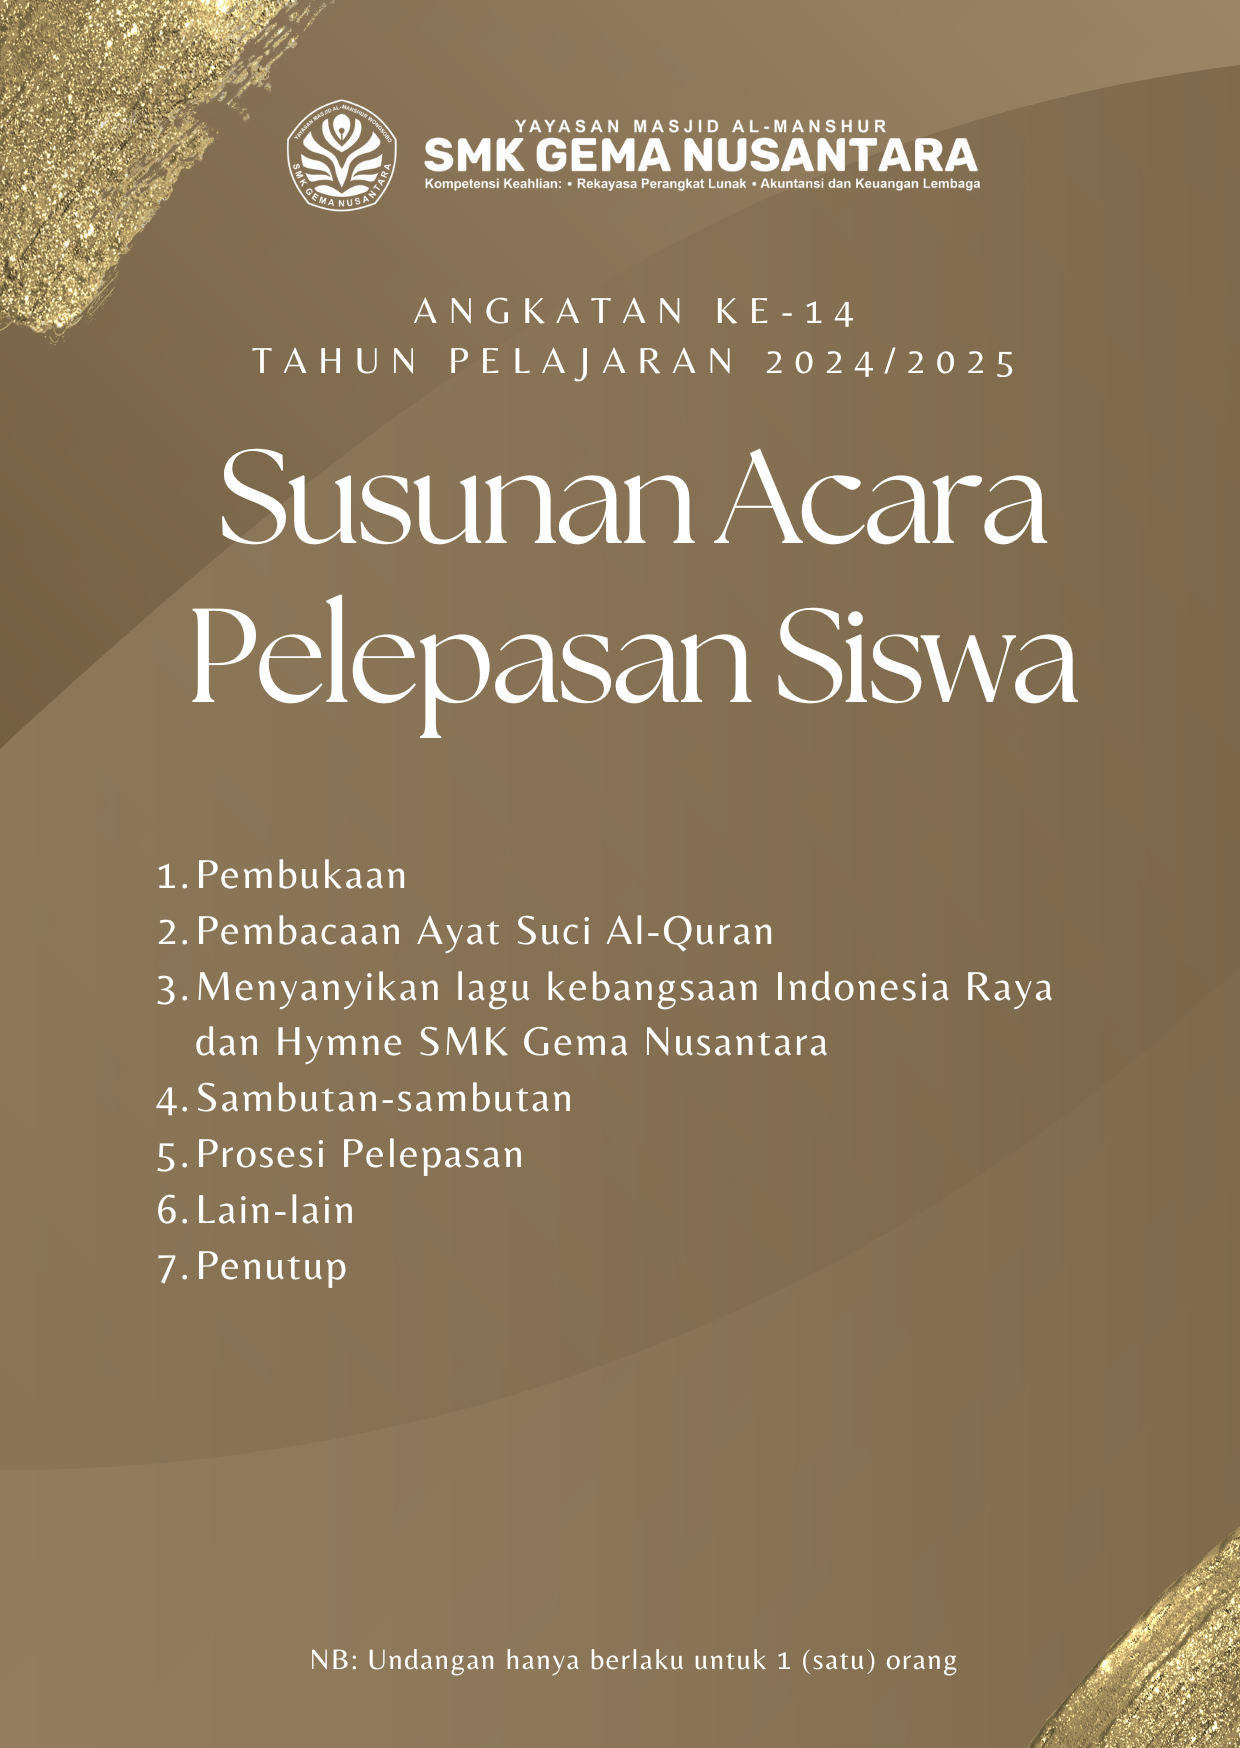 YAYASAN MASJID AL-MANSHUR WONOSOBO
SMK GEMA NUSANTARA
YAYASAN MASJID AL-MANSHUR
SMK GEMA NUSANTARA
Kompetensi Keahlian: • Rekayasa Perangkat Lunak • Akuntansi dan Keuangan Lembaga
ANGKATAN KE-14
TAHUN PELAJARAN 2024/2025
Susunan Acara
Pelepasan Siswa
1. Pembukaan
2. Pembacaan Ayat Suci Al-Quran
3. Menyanyikan lagu kebangsaan Indonesia Raya
dan Hymne SMK Gema Nusantara
4. Sambutan-sambutan
5. Prosesi Pelepasan
6. Lain-lain
7. Penutup
NB: Undangan hanya berlaku untuk 1 (satu) orang